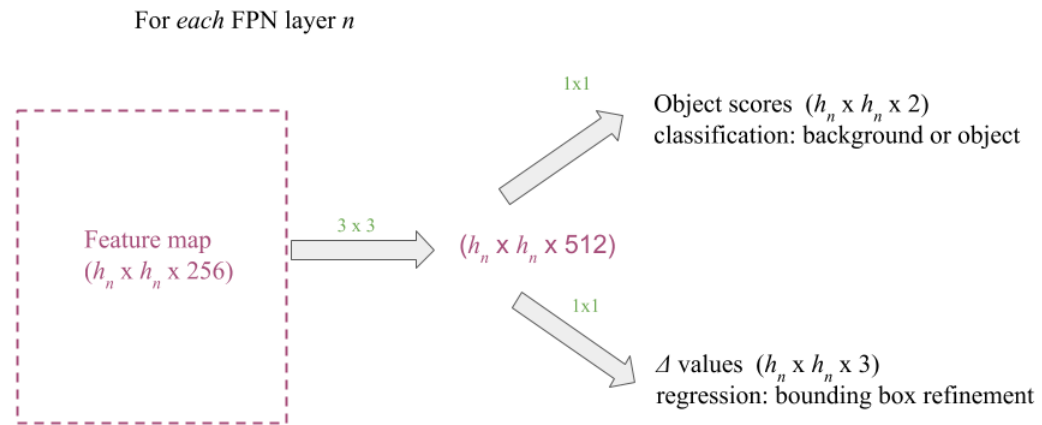 For each FPN layer n
1x1
Object scores (hn x hn x 2)
classification: background or object
3 x 3
Feature map
(hn x hn x 256)
(hn x hn x 512)
1x1
Δ values (hn x hn x 3)
regression: bounding box refinement